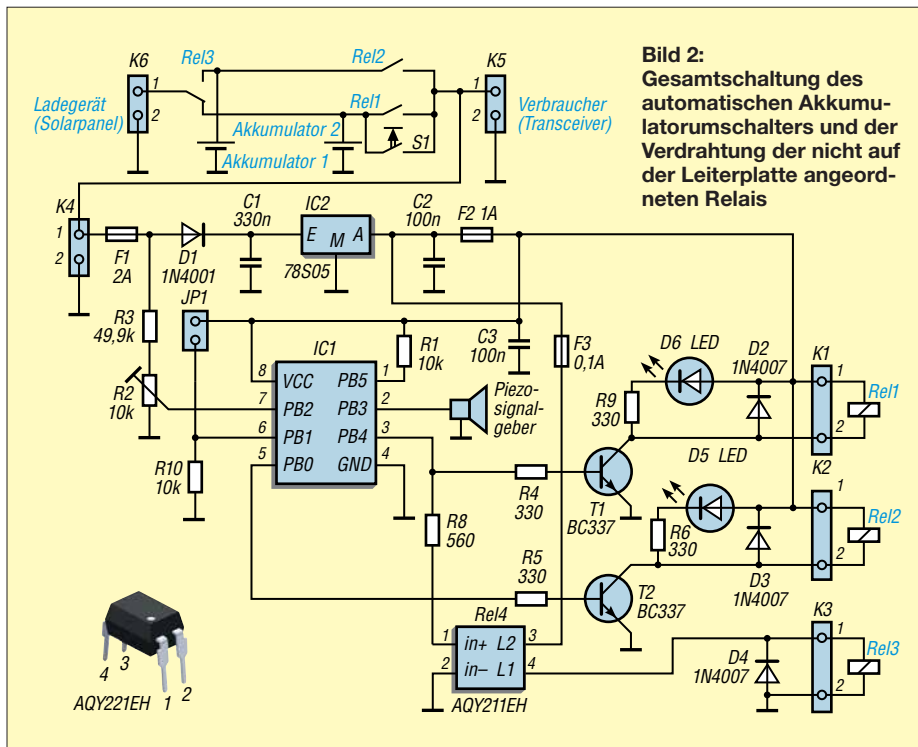 Bild 2:
Gesamtschaltung des
automatischen Akkumu-
latorumschalters und der
Verdrahtung der nicht auf
der Leiterplatte angeord-
neten Relais
K6
1
2
Ladegerät
(Solarpanel)
Rel3
Rel2
Rel1
S1
Akkumulator 2
Akkumulator 1
K5
1
2
Verbraucher
(Transceiver)
K4
1
2
F1
2A
D1
1N4001
C1
330n
IC2
E M A
78S05
C2
100n
F2 1A
R3
49,9k
R2
10k
JP1
R10
10k
IC1
8 VCC PB5 1
7 PB2 PB3 2
6 PB1 PB4 3
5 PB0 GND 4
R1
10k
C3
100n
F3
0,1A
Piezo-
signal-
geber
D6 LED
D2
1N4007
K1
1
2
Rel1
R9
330
R4
330
T1
BC337
D5 LED
K2
1
2
Rel2
R8
560
R6
330
D3
1N4007
R5
330
T2
BC337
Rel4
1 in+ L2 3
2 in– L1 4
AQY211EH
D4
1N4007
K3
1
2
Rel3
4 3
1 2
AQY221EH